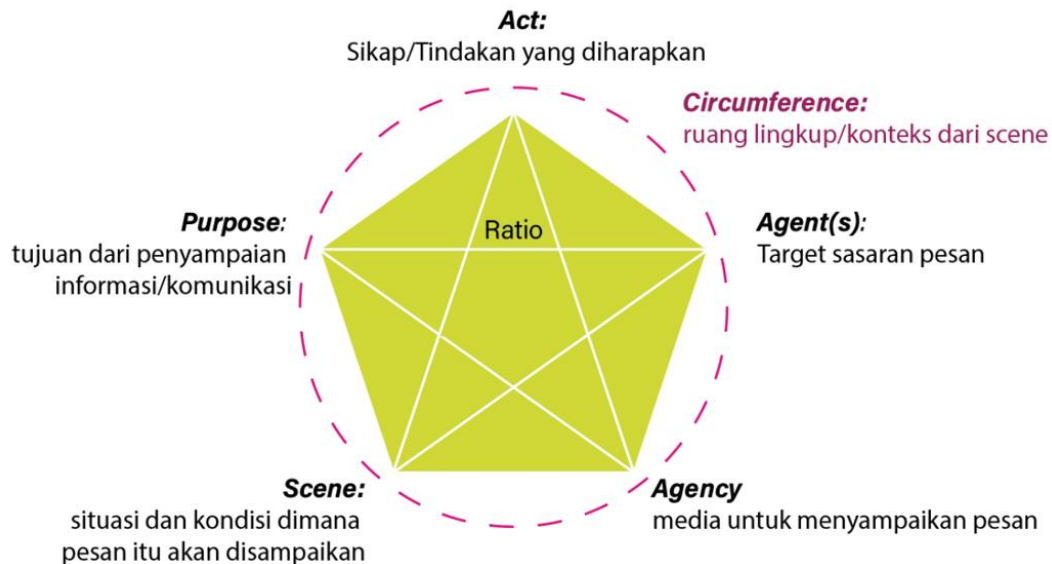 Act:
Sikap/Tindakan yang diharapkan
Circumference:
ruang lingkup/konteks dari scene
Purpose:
tujuan dari penyampaian
informasi/komunikasi
Ratio
Agent(s):
Target sasaran pesan
Scene:
situasi dan kondisi dimana
pesan itu akan disampaikan
Agency
media untuk menyampaikan pesan